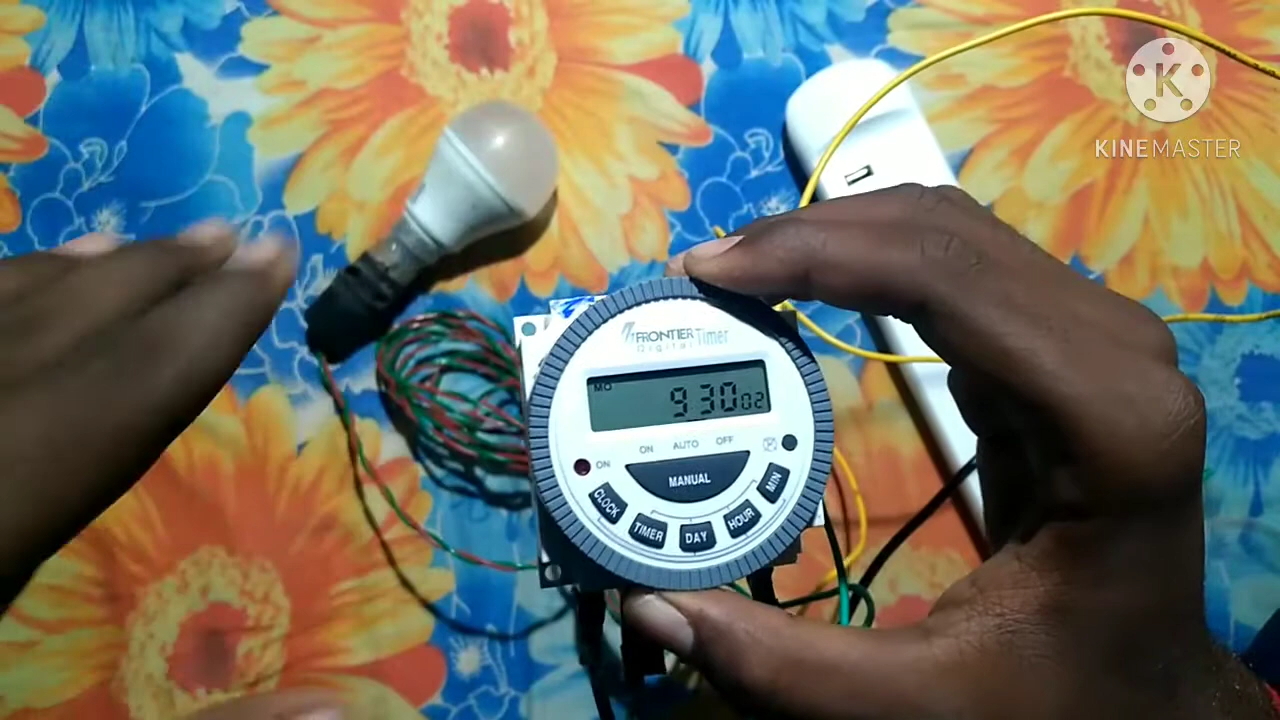 K
KINEMASTER
FRONTIER Timer
Digital
MO
9 30 02
ON AUTO OFF
ON
MANUAL
CLOCK TIMER DAY HOUR MIN